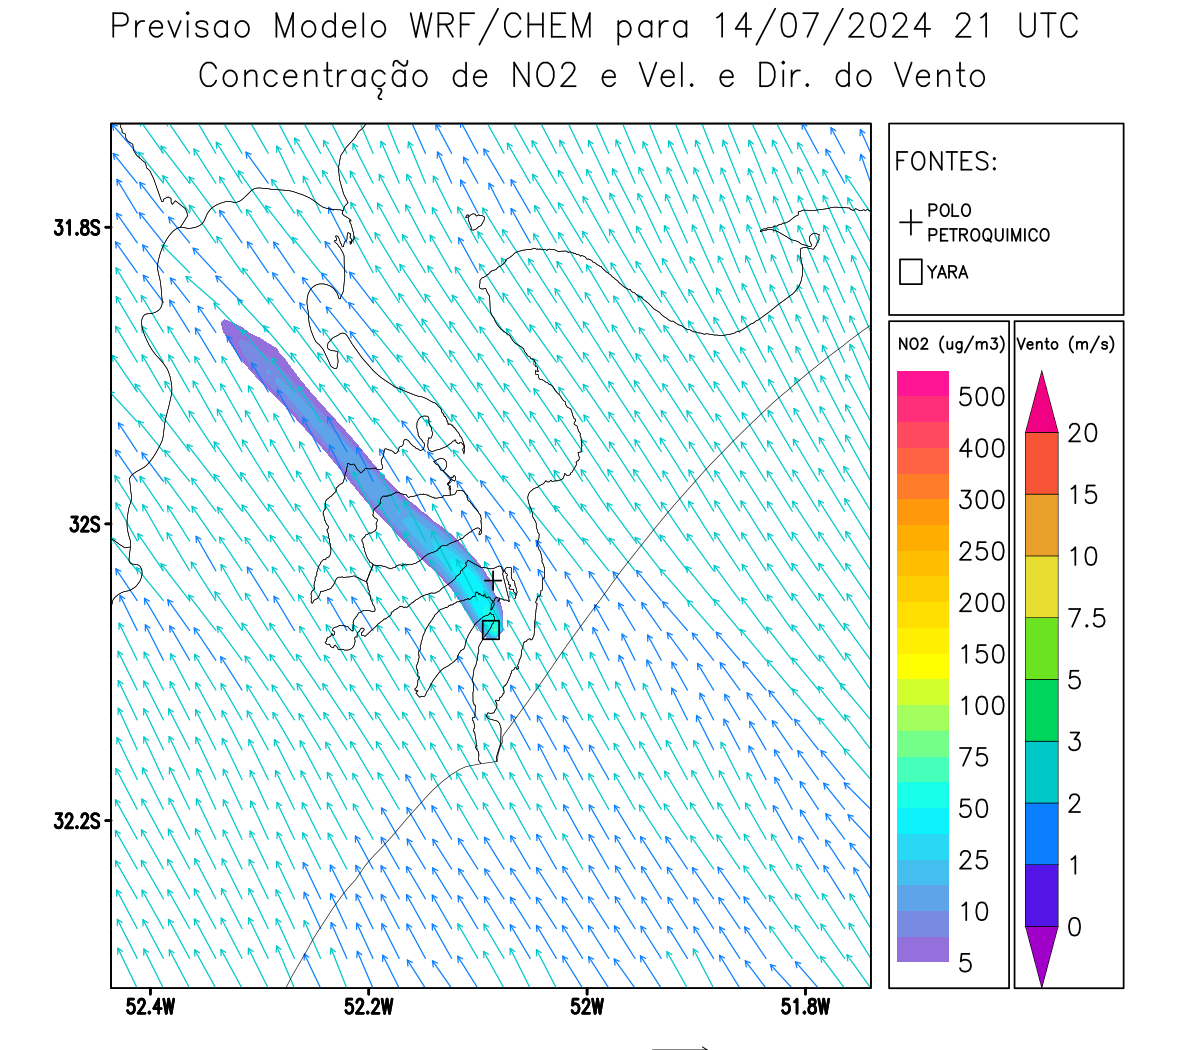 Previsao Modelo WRF/CHEM para 14/07/2024 21 UTC
Concentração de NO2 e Vel. e Dir. do Vento
FONTES:
POLO
PETROQUIMICO
YARA
NO2 (ug/m3)
500
400
300
250
200
150
100
75
50
25
10
5
Vento (m/s)
20
15
10
7.5
5
3
2
1
0
31.8S
32S
32.2S
52.4W 52.2W 52W 51.8W